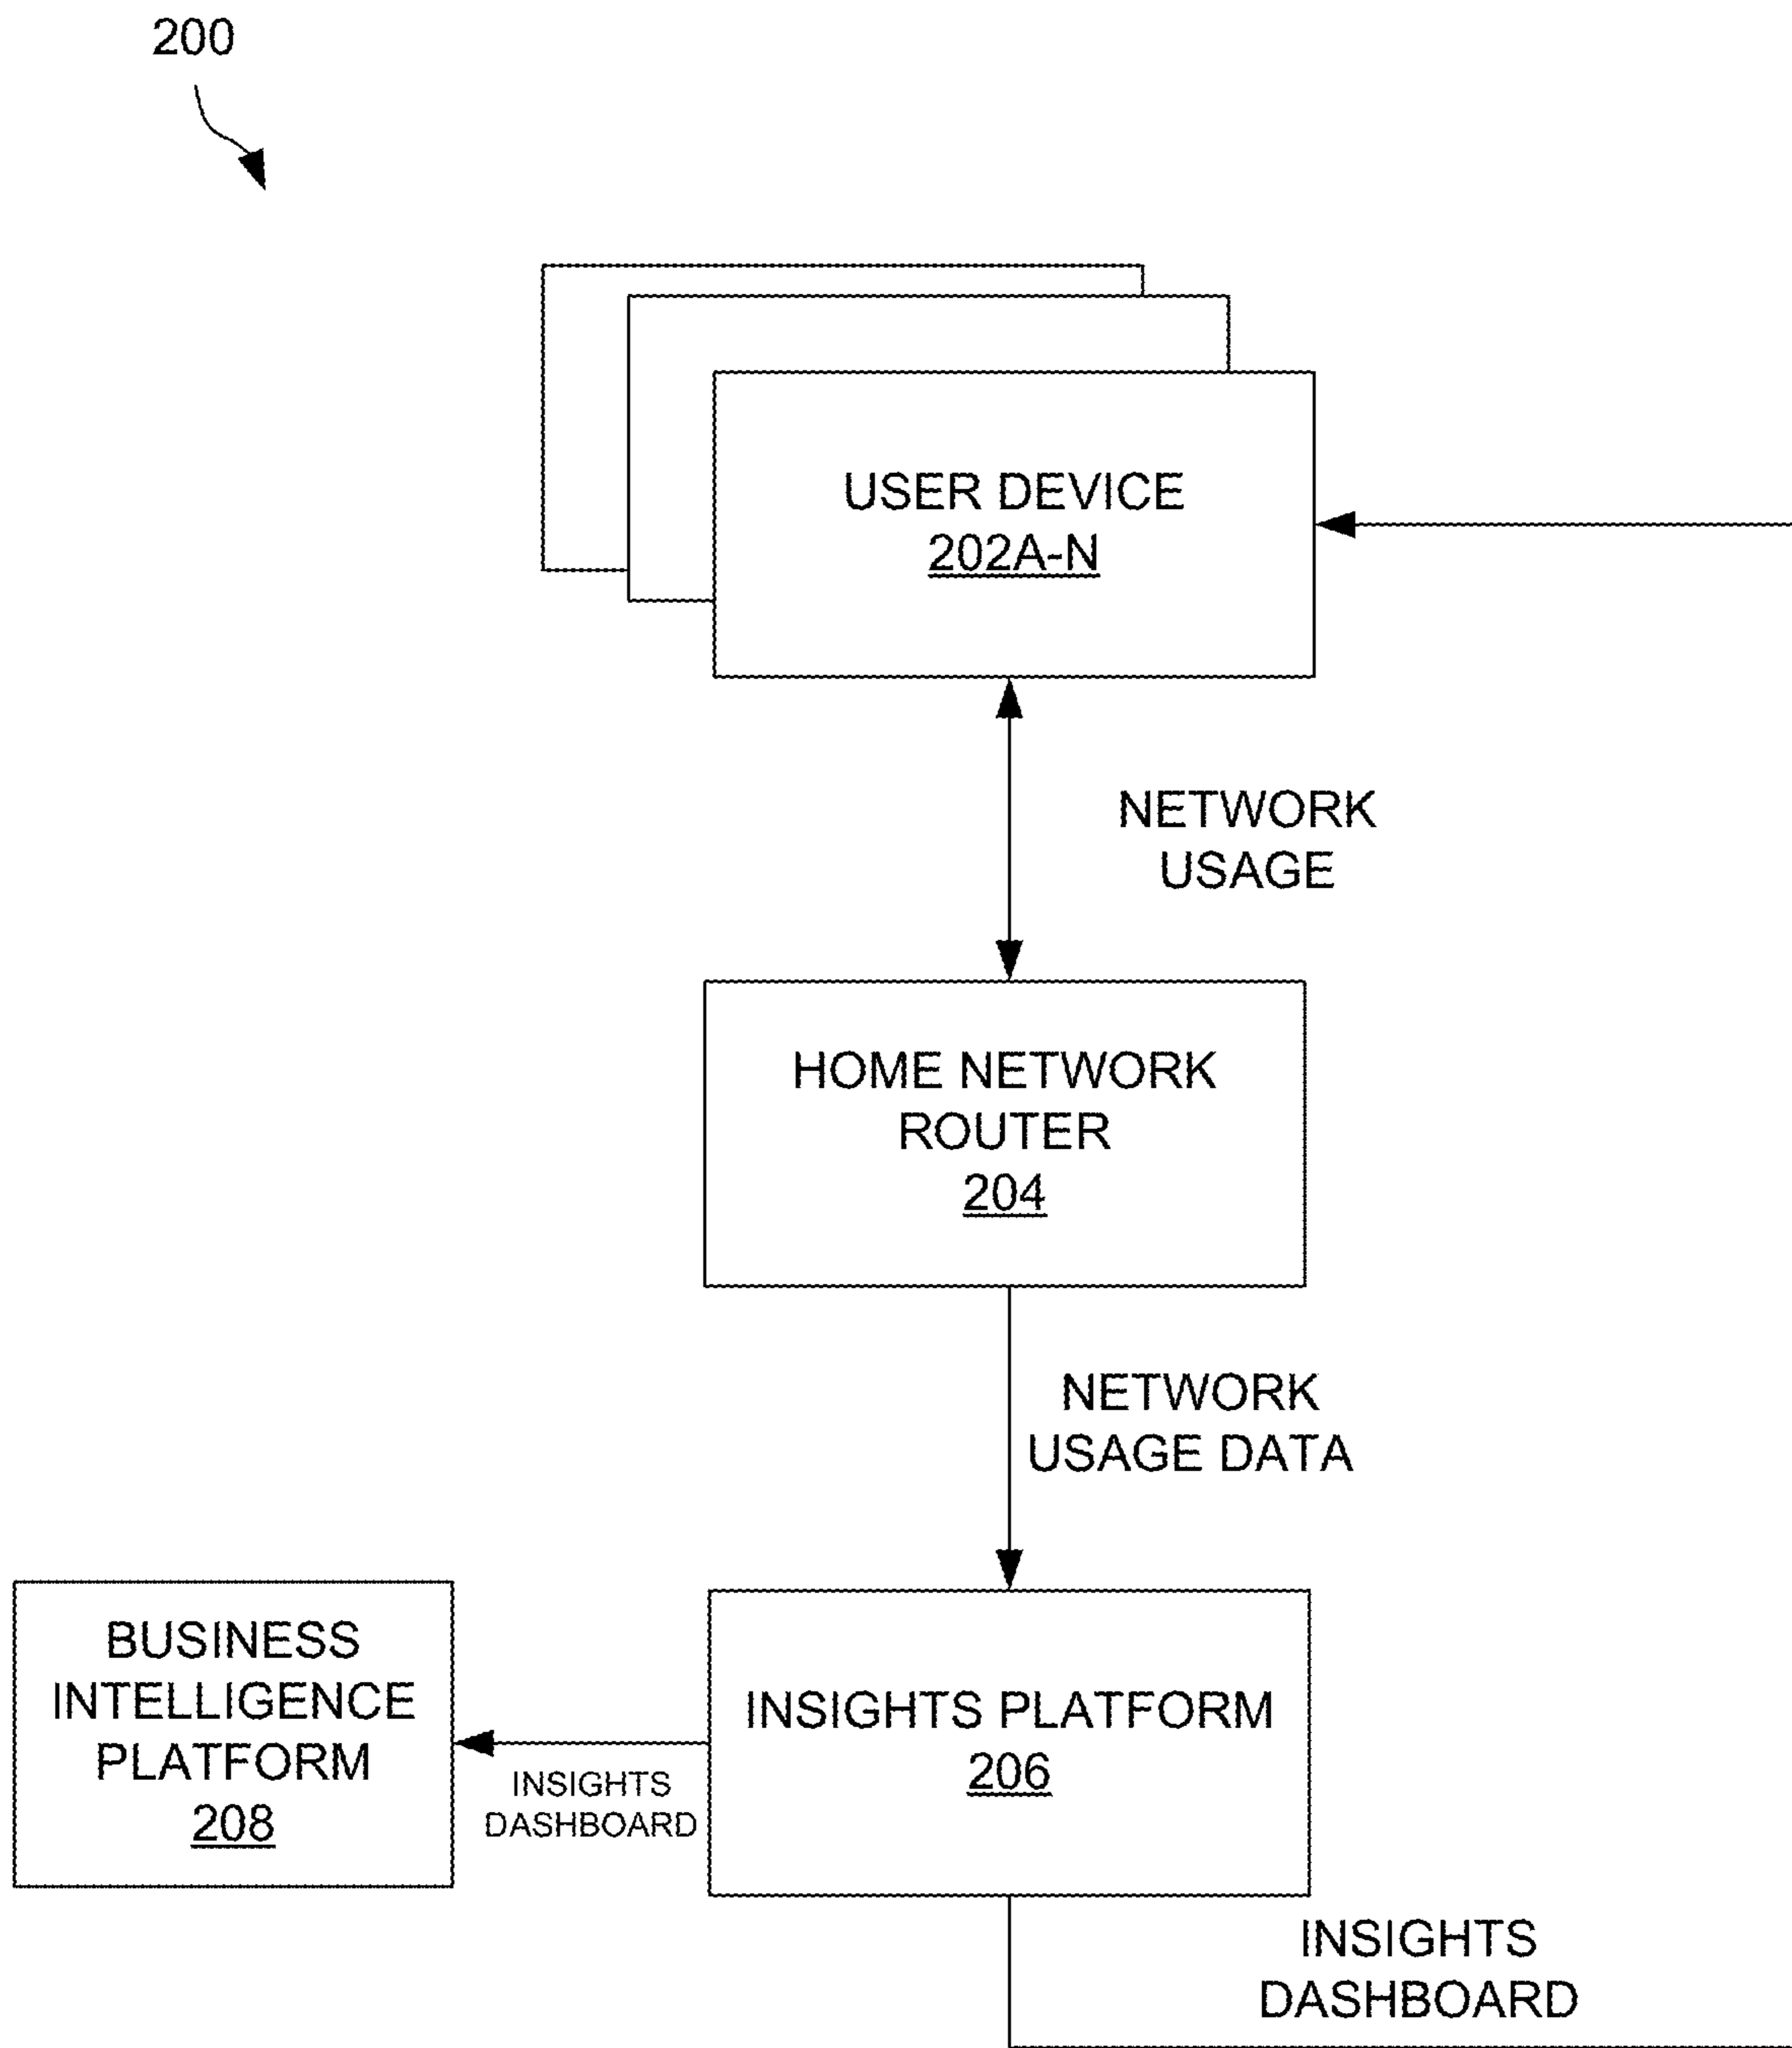 200
USER DEVICE
202A-N
NETWORK
USAGE
HOME NETWORK
ROUTER
204
NETWORK
USAGE DATA
BUSINESS
INTELLIGENCE
PLATFORM
208
INSIGHTS
DASHBOARD
INSIGHTS PLATFORM
206
INSIGHTS
DASHBOARD